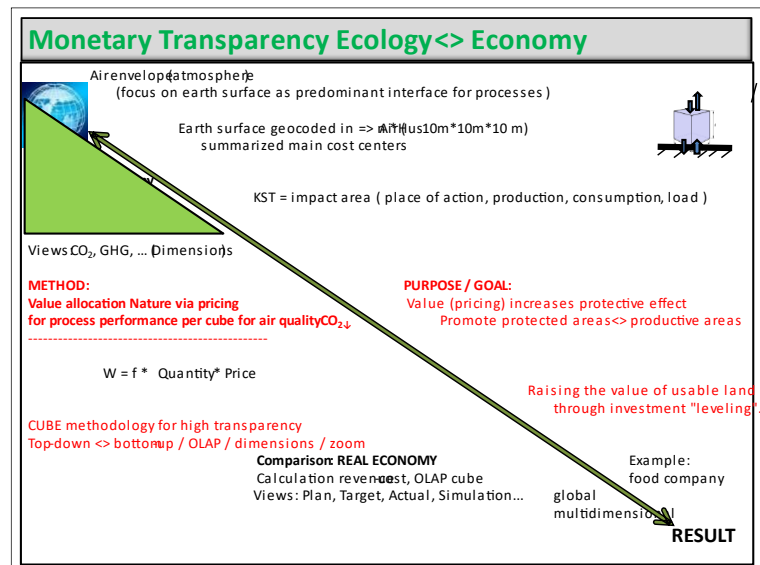 Monetary Transparency Ecology<> Economy
Air envelope (atmosphere)
(focus on earth surface as predominant interface for processes )
Earth surface geocoded in => 10m*10m*10 m)
summarized main cost centers
KST = impact area ( place of action, production, consumption, load )
Views: CO₂, GHG, ... (Dimensions)
METHOD:
Value allocation Nature via pricing
for process performance per cube for air quality CO₂↓
------------------------------------------------
W = f * Quantity* Price
CUBE methodology for high transparency
Top-down <> bottom-up / OLAP / dimensions / zoom
PURPOSE / GOAL:
Value (pricing) increases protective effect
Promote protected areas<> productive areas
Raising the value of usable land
through investment "leveling".
Comparison: REAL ECONOMY
Calculation revenue-cost, OLAP cube
Views: Plan, Target, Actual, Simulation...
Example:
food company
global
multidimensional
RESULT